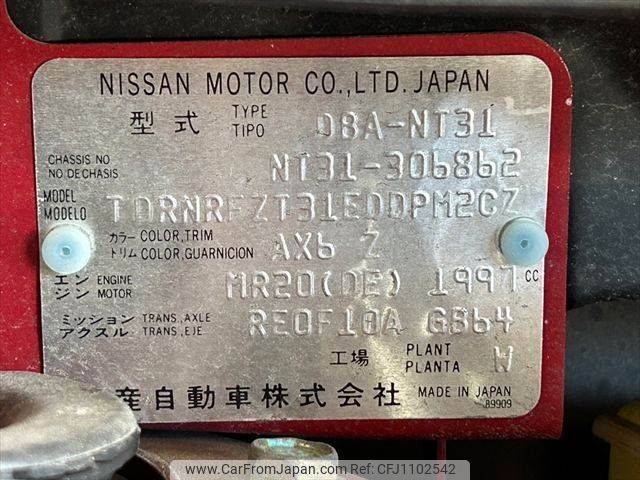 NISSAN MOTOR CO.,LTD. JAPAN
型式 TYPE TIPO DBA-NT31
CHASSIS NO NO.DE CHASIS NT31-306862
MODEL MODELO TDRNRFZT31EDDPM2CZ
カラー COLOR,TRIM トリム COLOR,GUARNICION AX6 Z
エンジン ENGINE MOTOR MR20(DE) 1997 CC
ミッション TRANS,AXLE アクスル TRANS,EJE RE0F10A GB64
工場 PLANT PLANTA W
産自動車株式会社 MADE IN JAPAN
89909
www.CarFromJapan.com - Ref:CFJ11102542